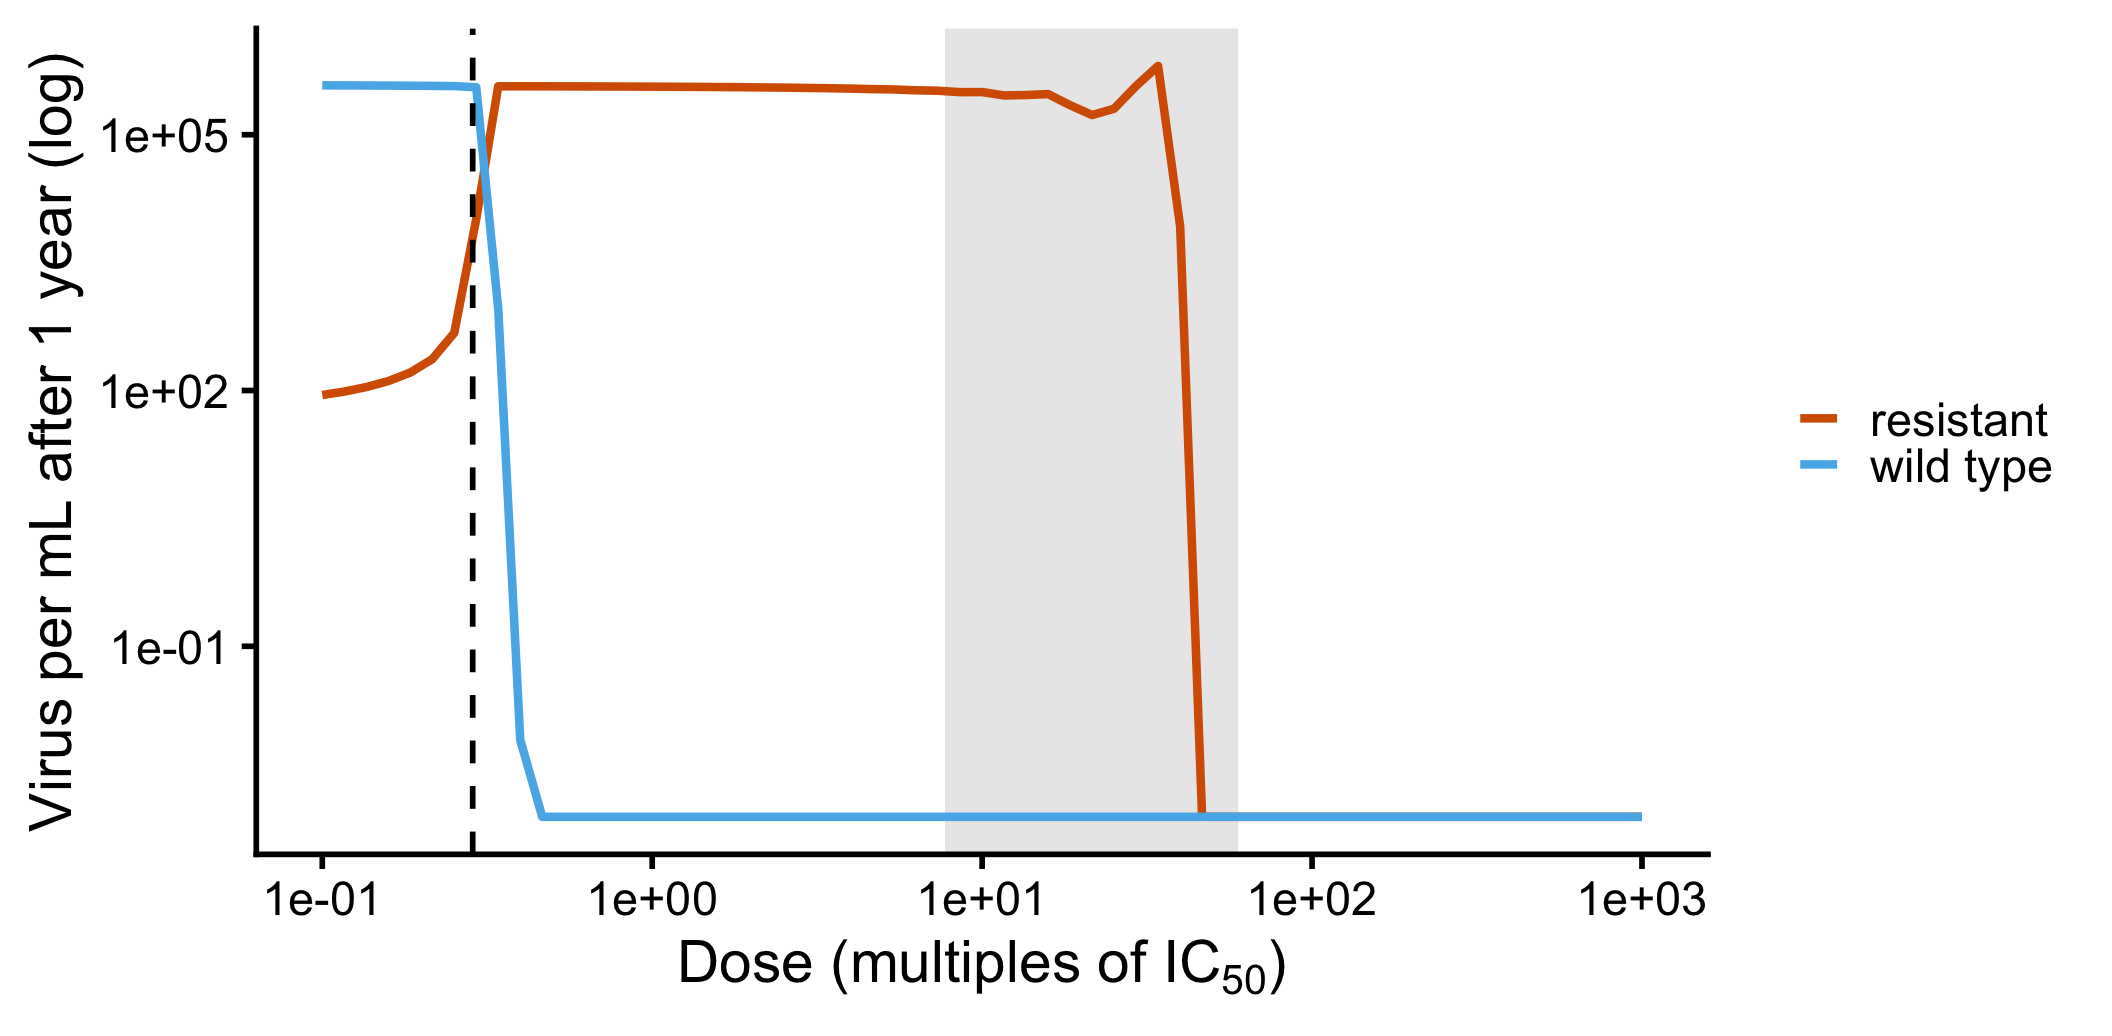 Virus per mL after 1 year (log)
1e+05
1e+02
1e-01
1e-01 1e+00 1e+01 1e+02 1e+03
Dose (multiples of IC50)
resistant
wild type